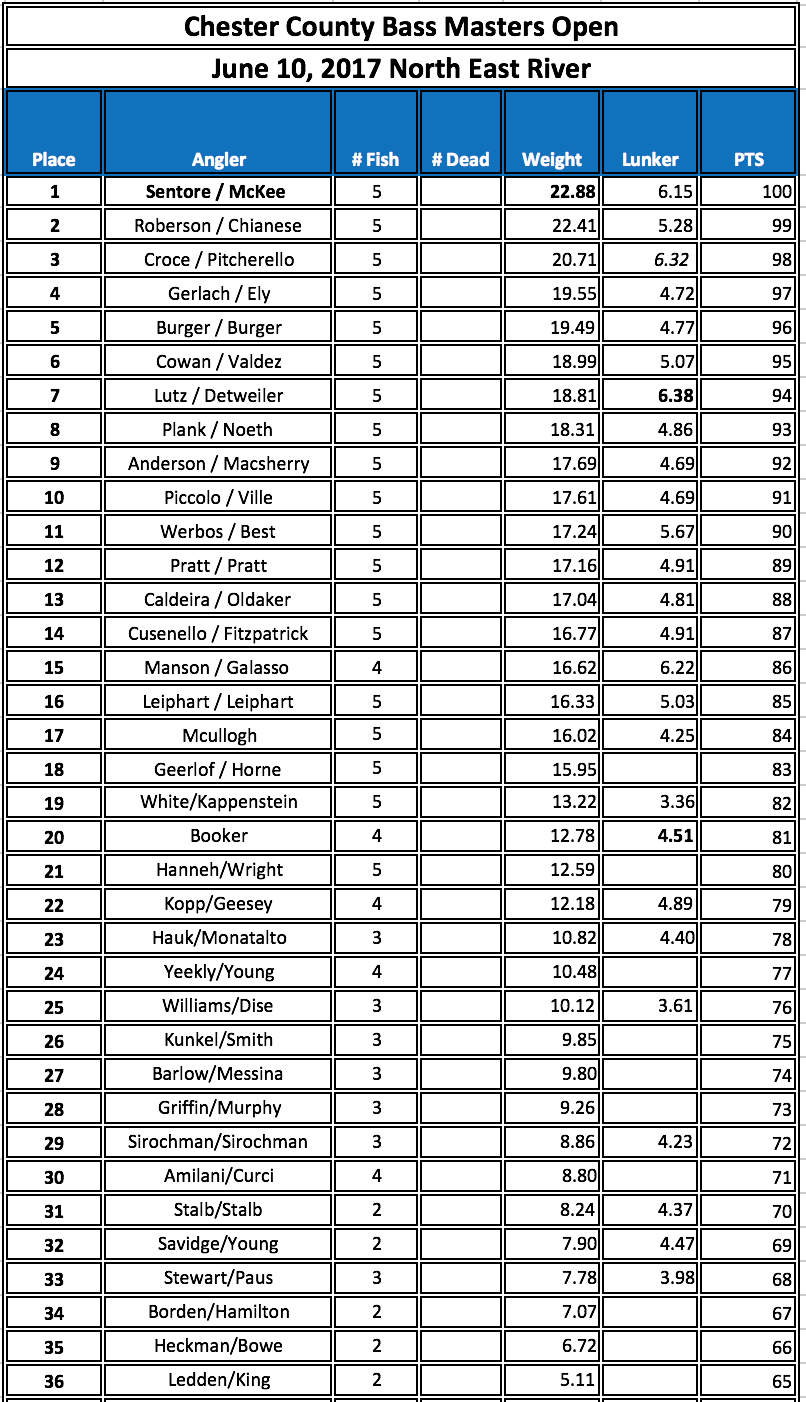 Chester County Bass Masters Open
June 10, 2017 North East River
Place Angler # Fish # Dead Weight Lunker PTS
1 Sentore / McKee 5 22.88 6.15 100
2 Roberson / Chianese 5 22.41 5.28 99
3 Croce / Pitcherello 5 20.71 6.32 98
4 Gerlach / Ely 5 19.55 4.72 97
5 Burger / Burger 5 19.49 4.77 96
6 Cowan / Valdez 5 18.99 5.07 95
7 Lutz / Detweiler 5 18.81 6.38 94
8 Plank / Noeth 5 18.31 4.86 93
9 Anderson / Macsherry 5 17.69 4.69 92
10 Piccolo / Ville 5 17.61 4.69 91
11 Werbos / Best 5 17.24 5.67 90
12 Pratt / Pratt 5 17.16 4.91 89
13 Caldeira / Oldaker 5 17.04 4.81 88
14 Cusenello / Fitzpatrick 5 16.77 4.91 87
15 Manson / Galasso 4 16.62 6.22 86
16 Leiphart / Leiphart 5 16.33 5.03 85
17 Mcullogh 5 16.02 4.25 84
18 Geerlof / Horne 5 15.95 83
19 White/Kappenstein 5 13.22 3.36 82
20 Booker 4 12.78 4.51 81
21 Hanneh/Wright 5 12.59 80
22 Kopp/Geesey 4 12.18 4.89 79
23 Hauk/Monatalto 3 10.82 4.40 78
24 Yeekly/Young 4 10.48 77
25 Williams/Dise 3 10.12 3.61 76
26 Kunkel/Smith 3 9.85 75
27 Barlow/Messina 3 9.80 74
28 Griffin/Murphy 3 9.26 73
29 Sirochman/Sirochman 3 8.86 4.23 72
30 Amilani/Curci 4 8.80 71
31 Stalb/Stalb 2 8.24 4.37 70
32 Savidge/Young 2 7.90 4.47 69
33 Stewart/Paus 3 7.78 3.98 68
34 Borden/Hamilton 2 7.07 67
35 Heckman/Bowe 2 6.72 66
36 Ledden/King 2 5.11 65